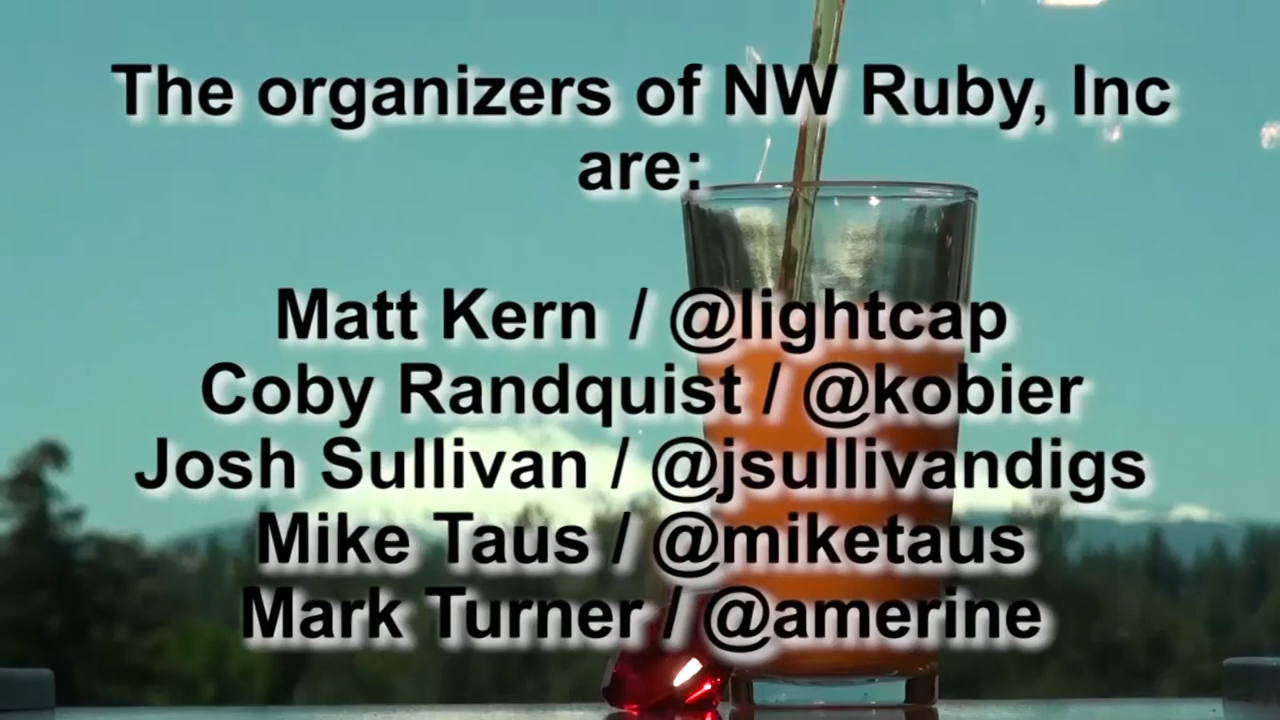 The organizers of NW Ruby, Inc
are:
Matt Kern / @lightcap
Coby Randquist / @kobier
Josh Sullivan / @jsullivandigs
Mike Taus / @miketaus
Mark Turner / @amerine